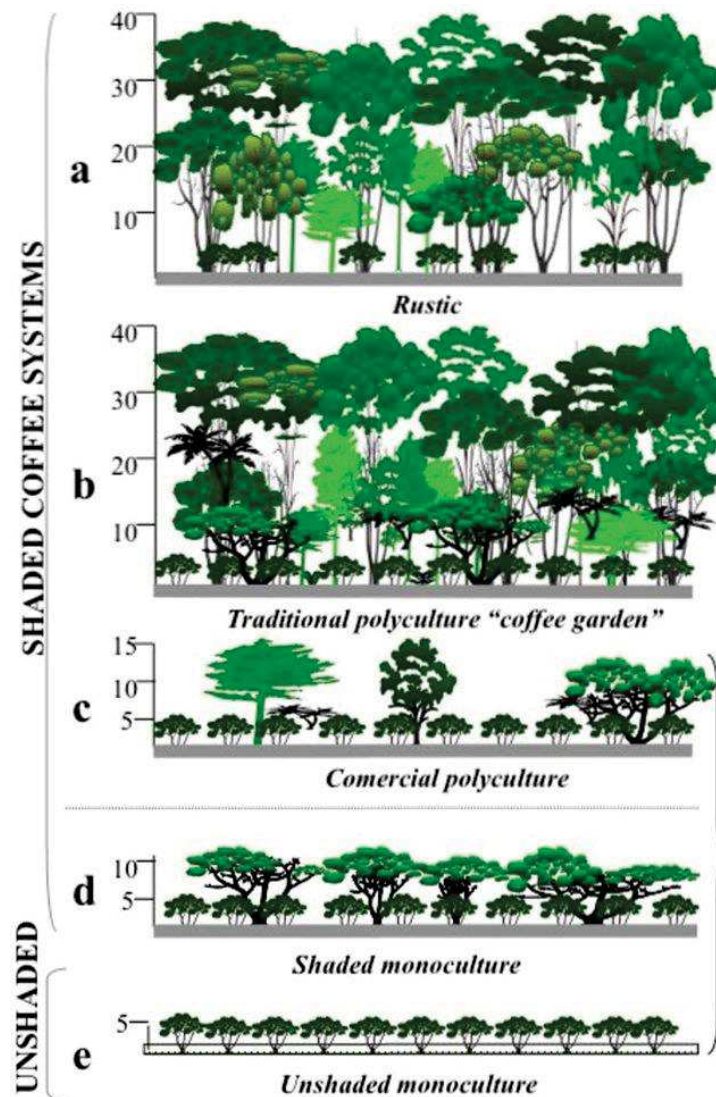 SHADED COFFEE SYSTEMS
a
40
30
20
10
Rustic
b
40
30
20
10
Traditional polyculture “coffee garden”
c
15
10
5
Comercial polyculture
d
10
5
Shaded monoculture
UNSHADED
e
5
Unshaded monoculture